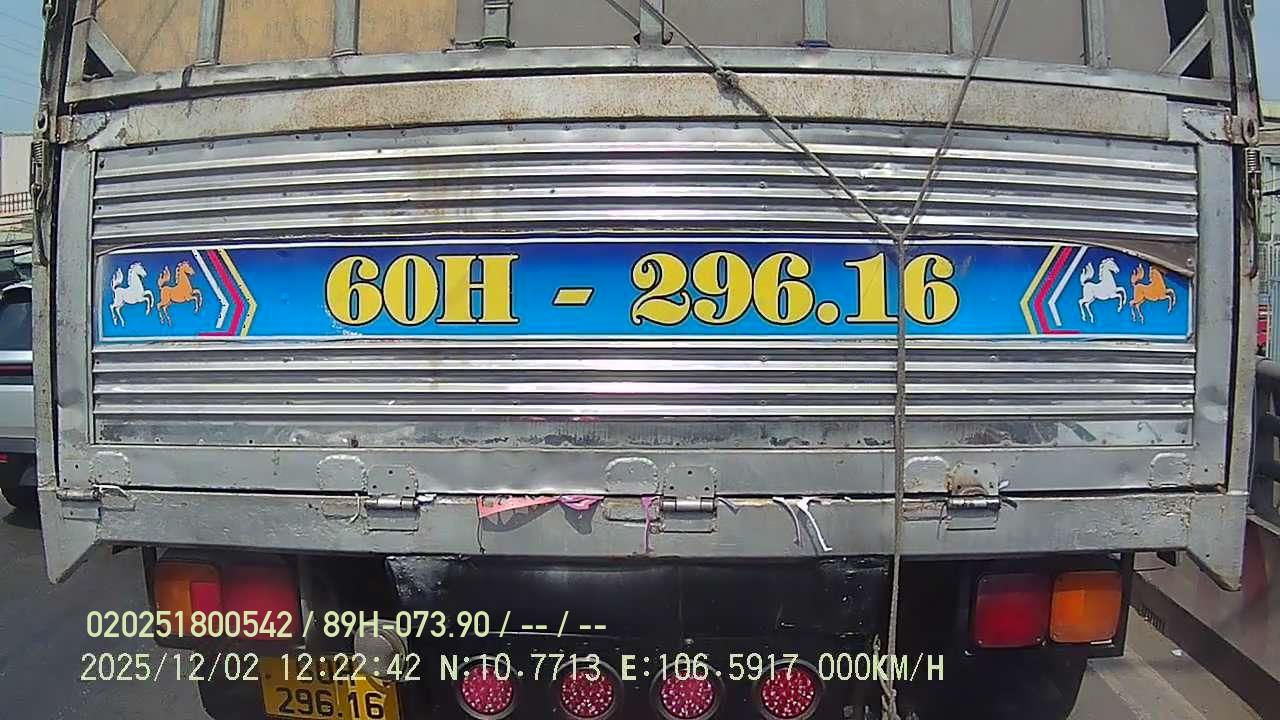 60H - 296.16
020251800542 / 89H-073.90 / -- / --
2025/12/02 12:22:42 N:10.7713 E:106.5917 000KM/H
296.16